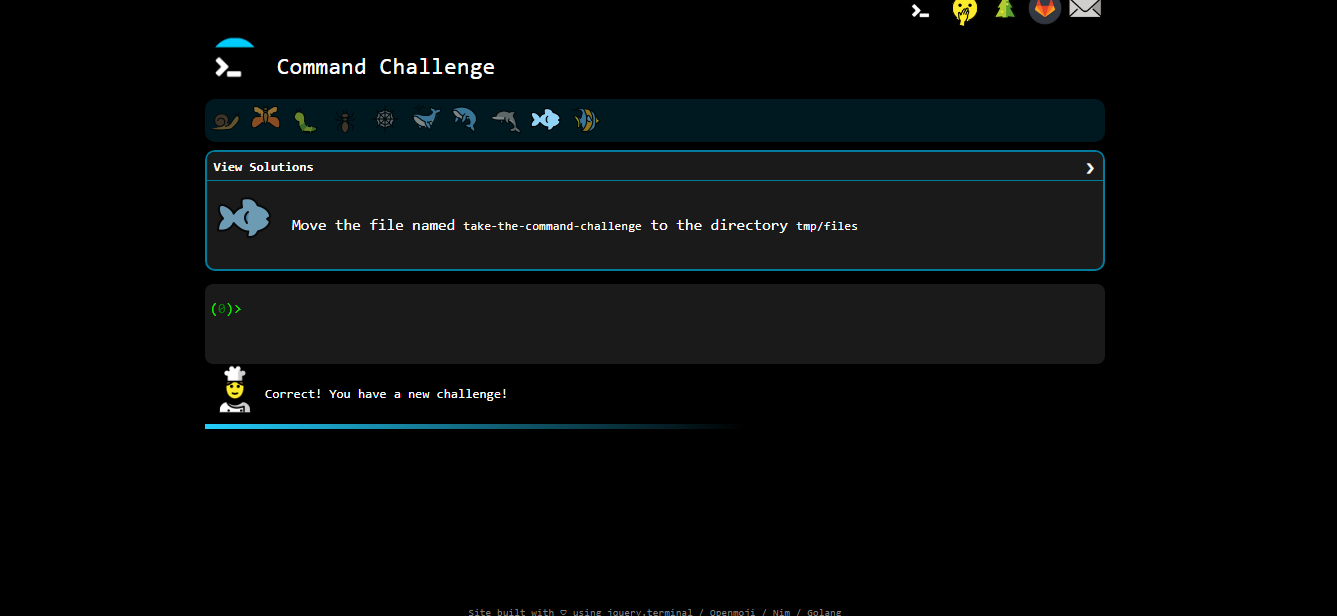 Command Challenge
View Solutions
Move the file named take-the-command-challenge to the directory tmp/files
(0)>
Correct! You have a new challenge!
Site built with ♡ using jquery.terminal / Openmoji / Nim / Golang